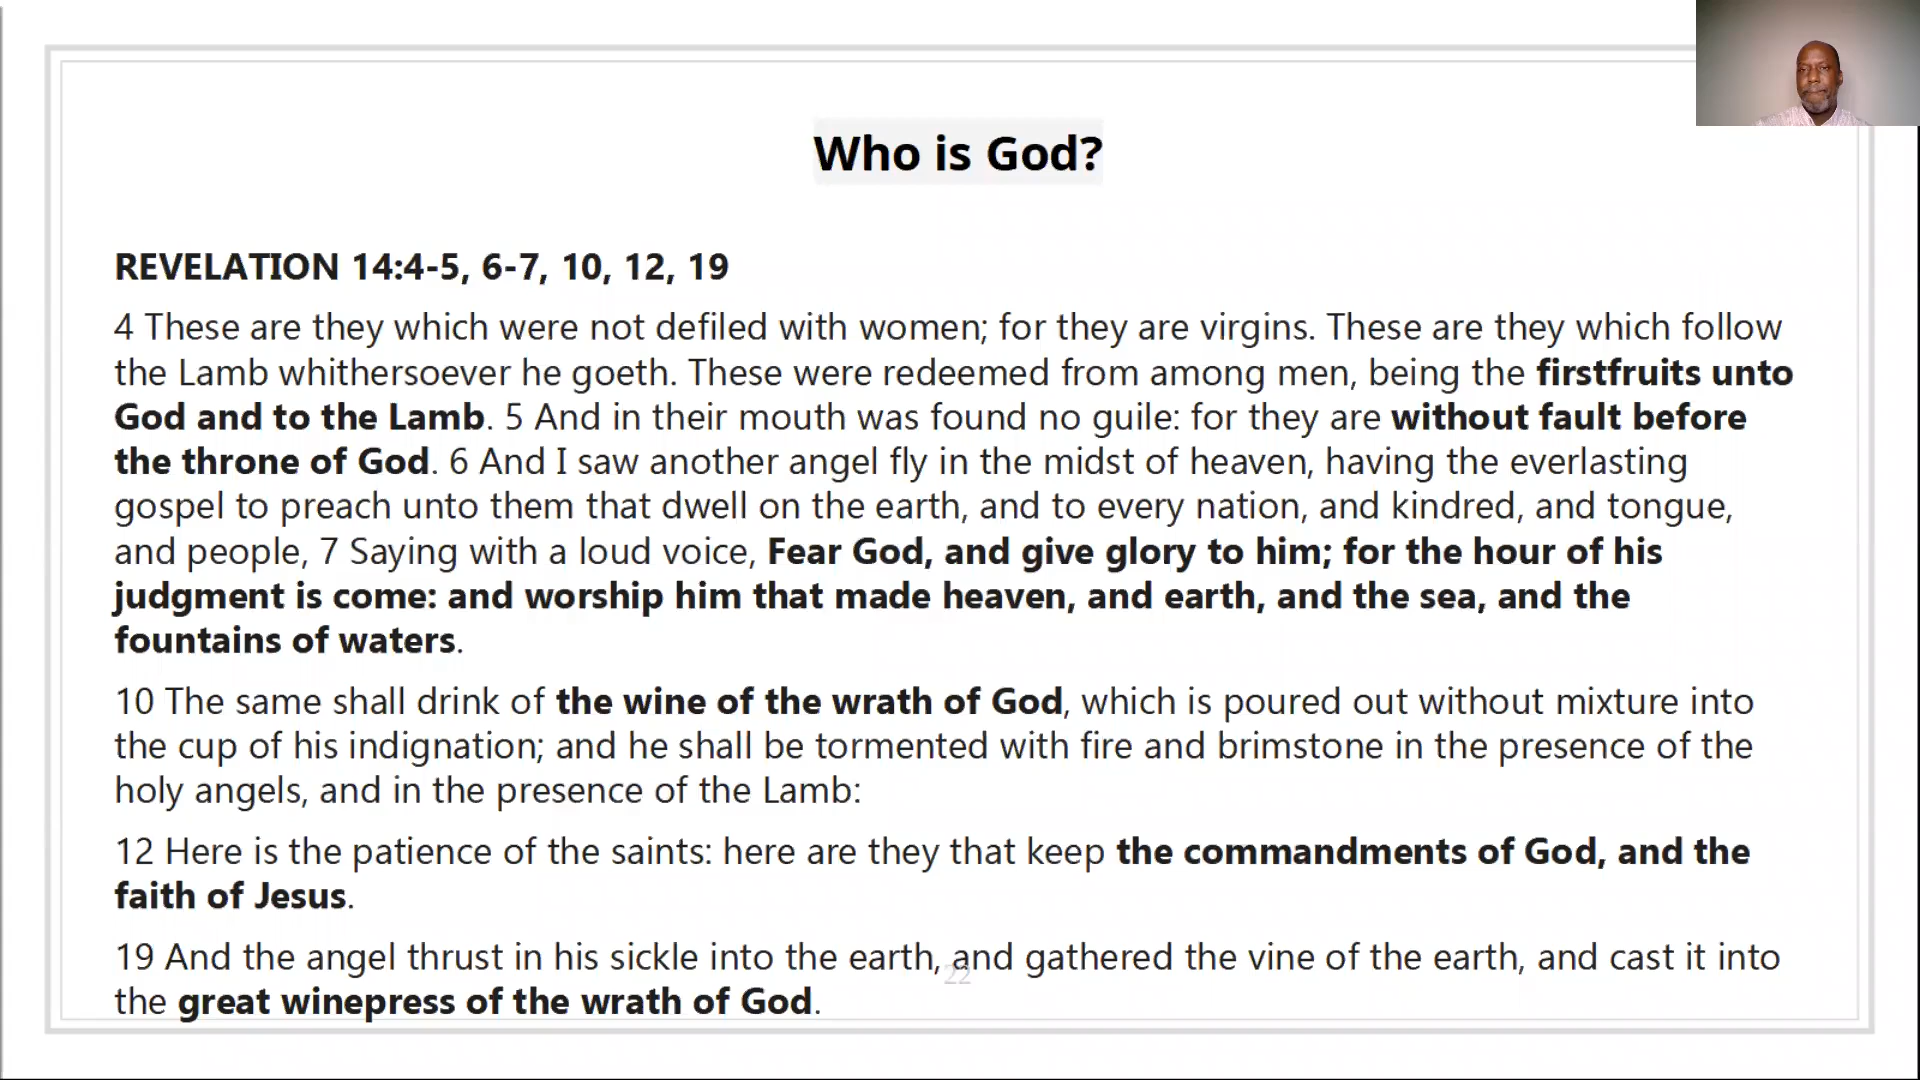 Who is God?
REVELATION 14:4-5, 6-7, 10, 12, 19
4 These are they which were not defiled with women; for they are virgins. These are they which follow
the Lamb whithersoever he goeth. These were redeemed from among men, being the firstfruits unto
God and to the Lamb. 5 And in their mouth was found no guile: for they are without fault before
the throne of God. 6 And I saw another angel fly in the midst of heaven, having the everlasting
gospel to preach unto them that dwell on the earth, and to every nation, and kindred, and tongue,
and people, 7 Saying with a loud voice, Fear God, and give glory to him; for the hour of his
judgment is come: and worship him that made heaven, and earth, and the sea, and the
fountains of waters.
10 The same shall drink of the wine of the wrath of God, which is poured out without mixture into
the cup of his indignation; and he shall be tormented with fire and brimstone in the presence of the
holy angels, and in the presence of the Lamb:
12 Here is the patience of the saints: here are they that keep the commandments of God, and the
faith of Jesus.
19 And the angel thrust in his sickle into the earth, and gathered the vine of the earth, and cast it into
22
the great winepress of the wrath of God.